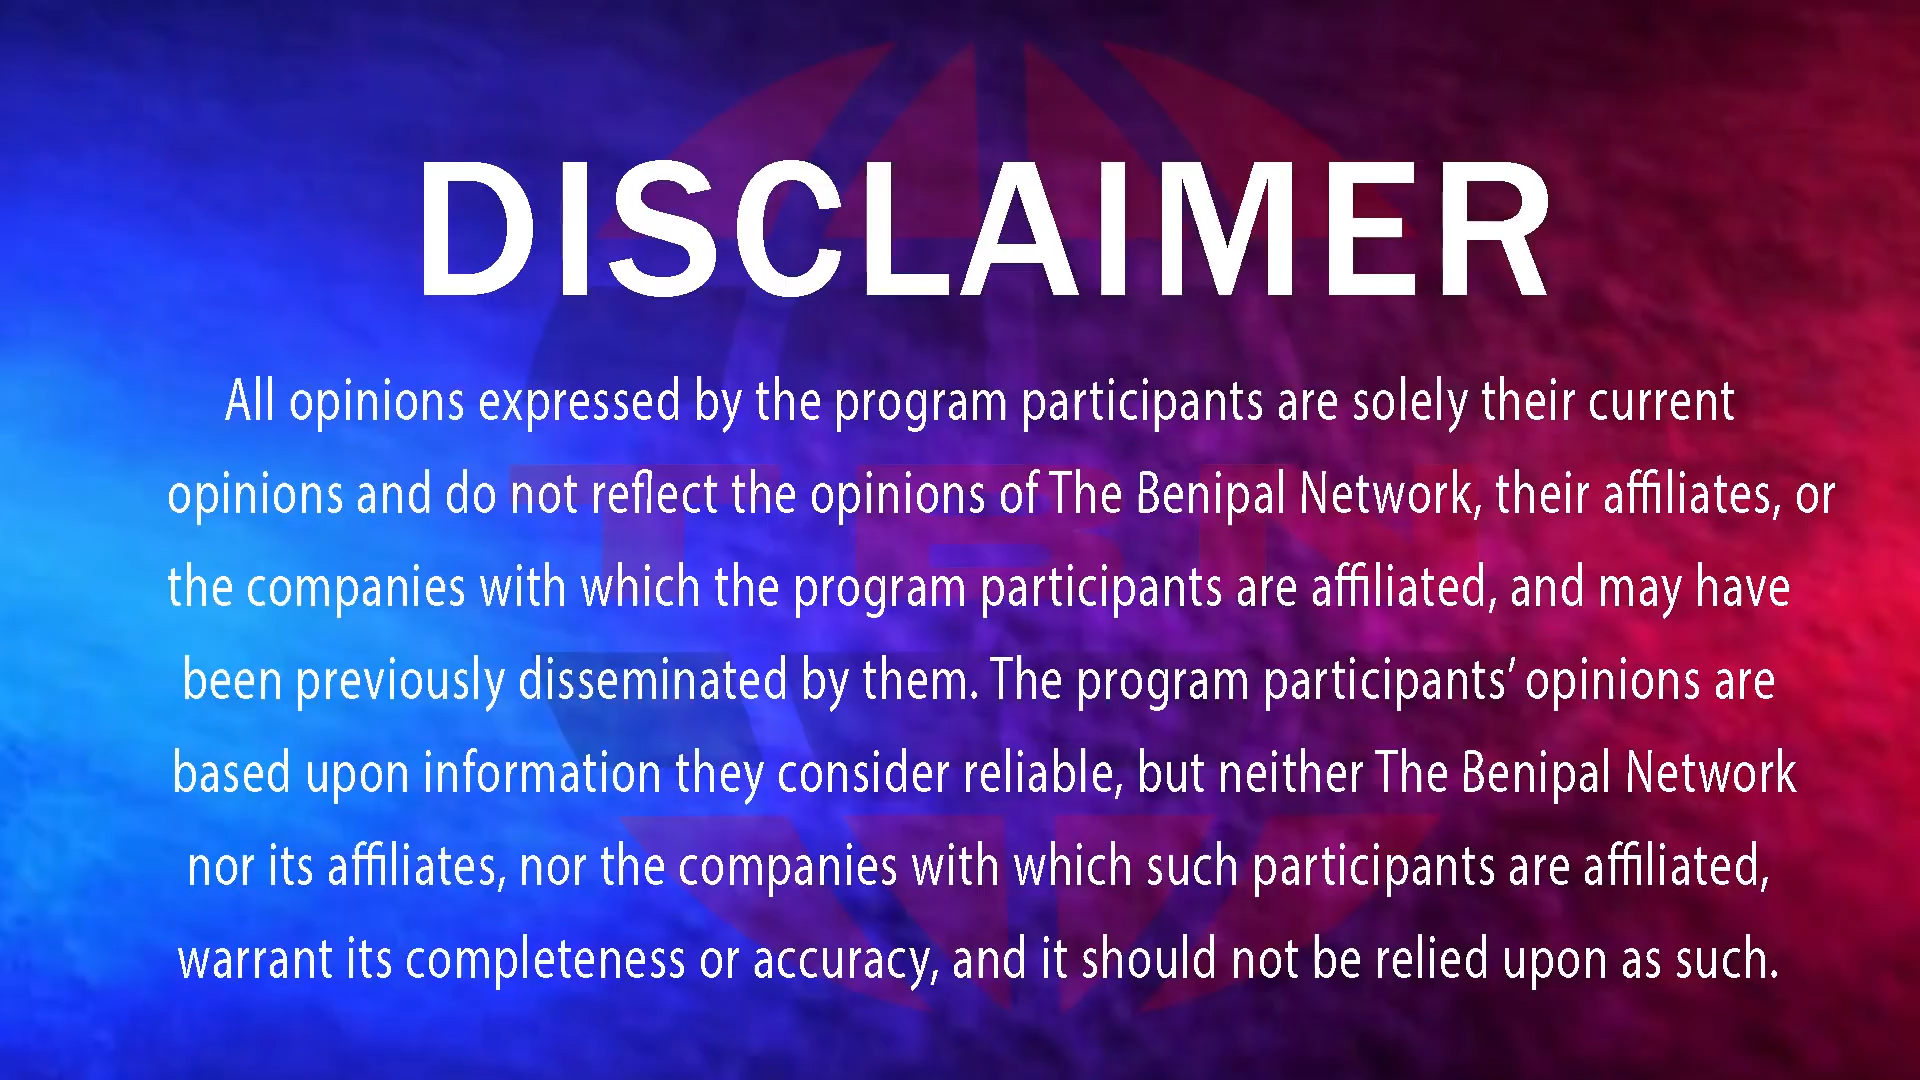 DISCLAIMER
All opinions expressed by the program participants are solely their current
opinions and do not reflect the opinions of The Benipal Network, their affiliates, or
the companies with which the program participants are affiliated, and may have
been previously disseminated by them. The program participants’ opinions are
based upon information they consider reliable, but neither The Benipal Network
nor its affiliates, nor the companies with which such participants are affiliated,
warrant its completeness or accuracy, and it should not be relied upon as such.
TBN